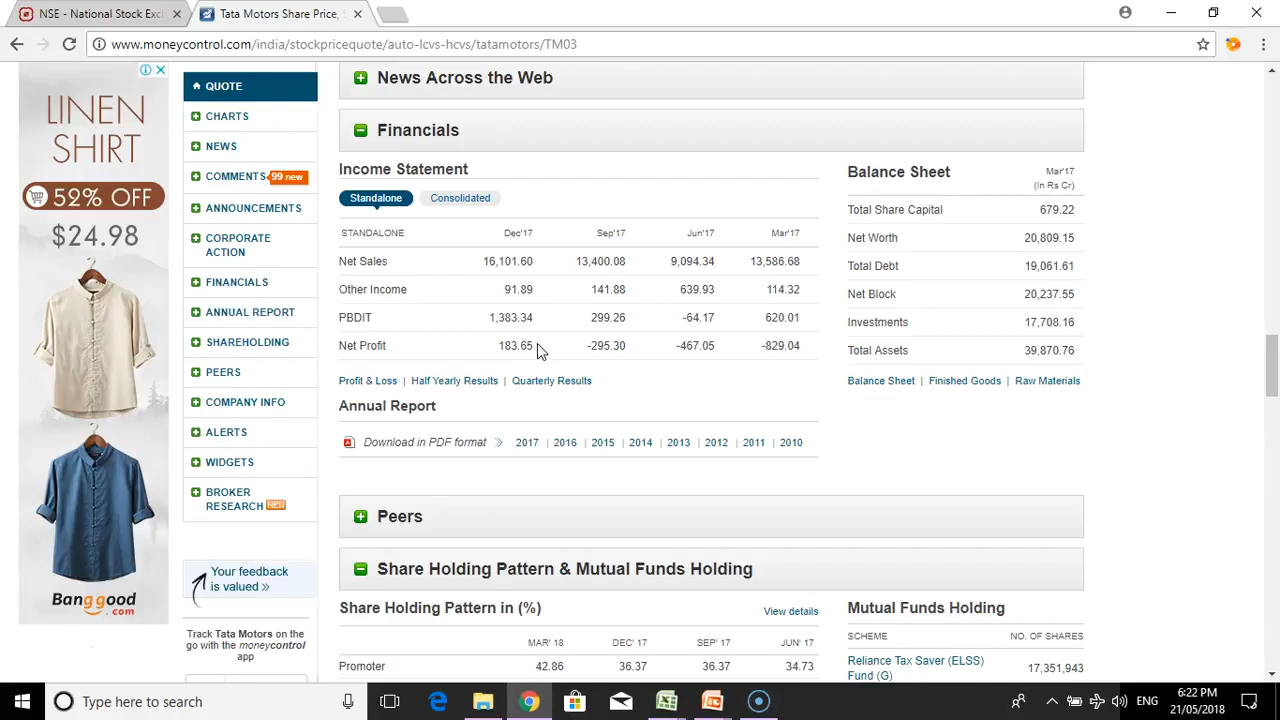 NSE - National Stock Exc
Tata Motors Share Price,
www.moneycontrol.com/india/stockpricequote/auto-lcvs-hcvs/tatamotors/TM03
LINEN
SHIRT
52% OFF
$24.98
Banggood
.com
QUOTE
CHARTS
NEWS
COMMENTS 99 new
ANNOUNCEMENTS
CORPORATE
ACTION
FINANCIALS
ANNUAL REPORT
SHAREHOLDING
PEERS
COMPANY INFO
ALERTS
WIDGETS
BROKER
RESEARCH NEW
Your feedback
is valued »
Track Tata Motors on the
go with the moneycontrol
app
News Across the Web
Financials
Income Statement
Standalone Consolidated
STANDALONE Dec'17 Sep'17 Jun'17 Mar'17
Net Sales 16,101.60 13,400.08 9,094.34 13,586.68
Other Income 91.89 141.88 639.93 114.32
PBDIT 1,383.34 299.26 -64.17 620.01
Net Profit 183.65 -295.30 -467.05 -829.04
Profit & Loss | Half Yearly Results | Quarterly Results
Annual Report
Download in PDF format 2017 | 2016 | 2015 | 2014 | 2013 | 2012 | 2011 | 2010
Balance Sheet Mar'17
(in Rs Cr)
Total Share Capital 679.22
Net Worth 20,809.15
Total Debt 19,061.61
Net Block 20,237.55
Investments 17,708.16
Total Assets 39,870.76
Balance Sheet | Finished Goods | Raw Materials
Peers
Share Holding Pattern & Mutual Funds Holding
Share Holding Pattern in (%) View details
MAR' 18 DEC' 17 SEP' 17 JUN' 17
Promoter 42.86 36.37 36.37 34.73
Mutual Funds Holding
SCHEME NO. OF SHARES
Reliance Tax Saver (ELSS)
Fund (G) 17,351,943
Type here to search
ENG
6:22 PM
21/05/2018